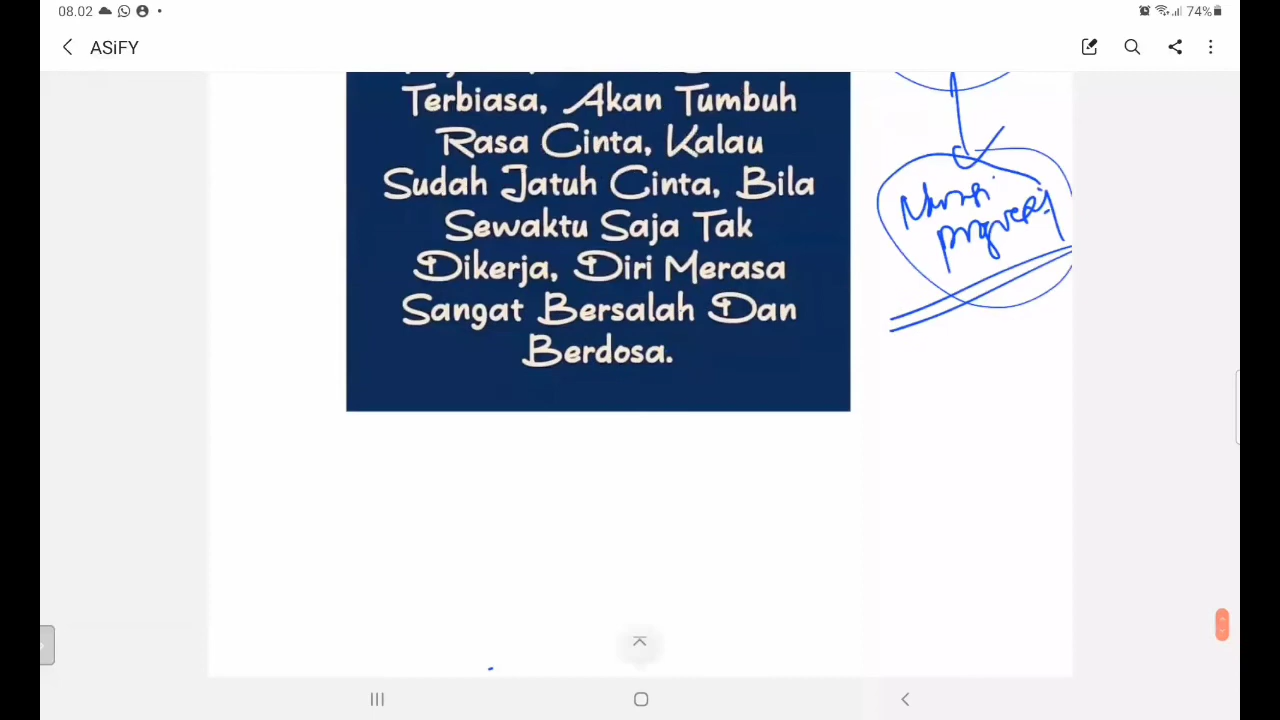 08.02
74%
ASiFY
Terbiasa, Akan Tumbuh
Rasa Cinta, Kalau
Sudah Jatuh Cinta, Bila
Sewaktu Saja Tak
Dikerja, Diri Merasa
Sangat Bersalah Dan
Berdosa.